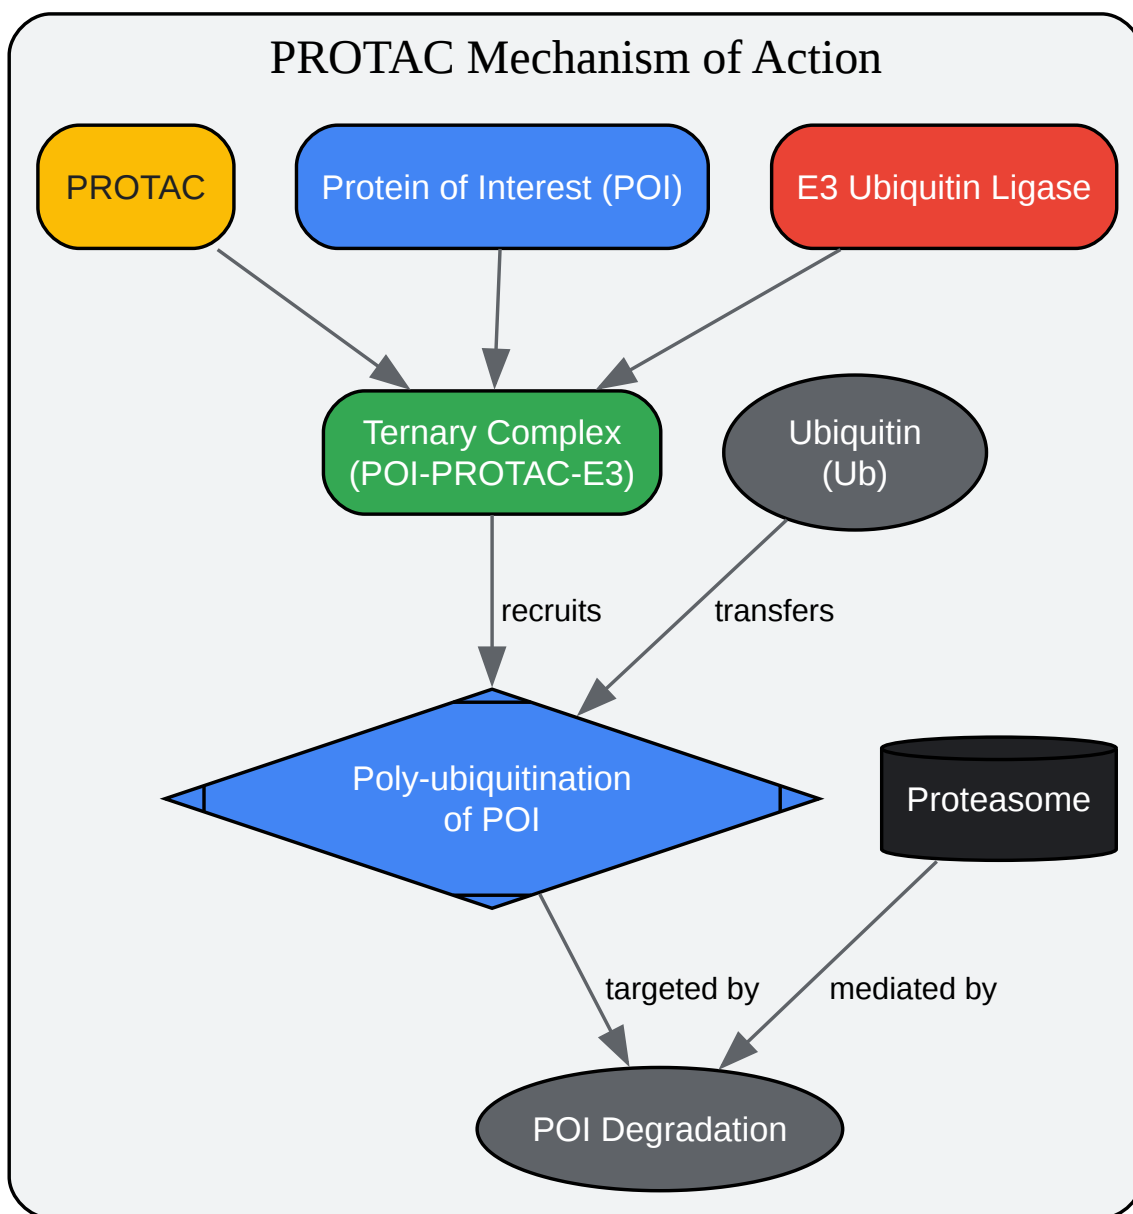 PROTAC Mechanism of Action
PROTAC
Protein of Interest (POI)
E3 Ubiquitin Ligase
Ternary Complex
(POI-PROTAC-E3)
Ubiquitin
(Ub)
recruits
transfers
Poly-ubiquitination
of POI
Proteasome
targeted by
mediated by
POI Degradation